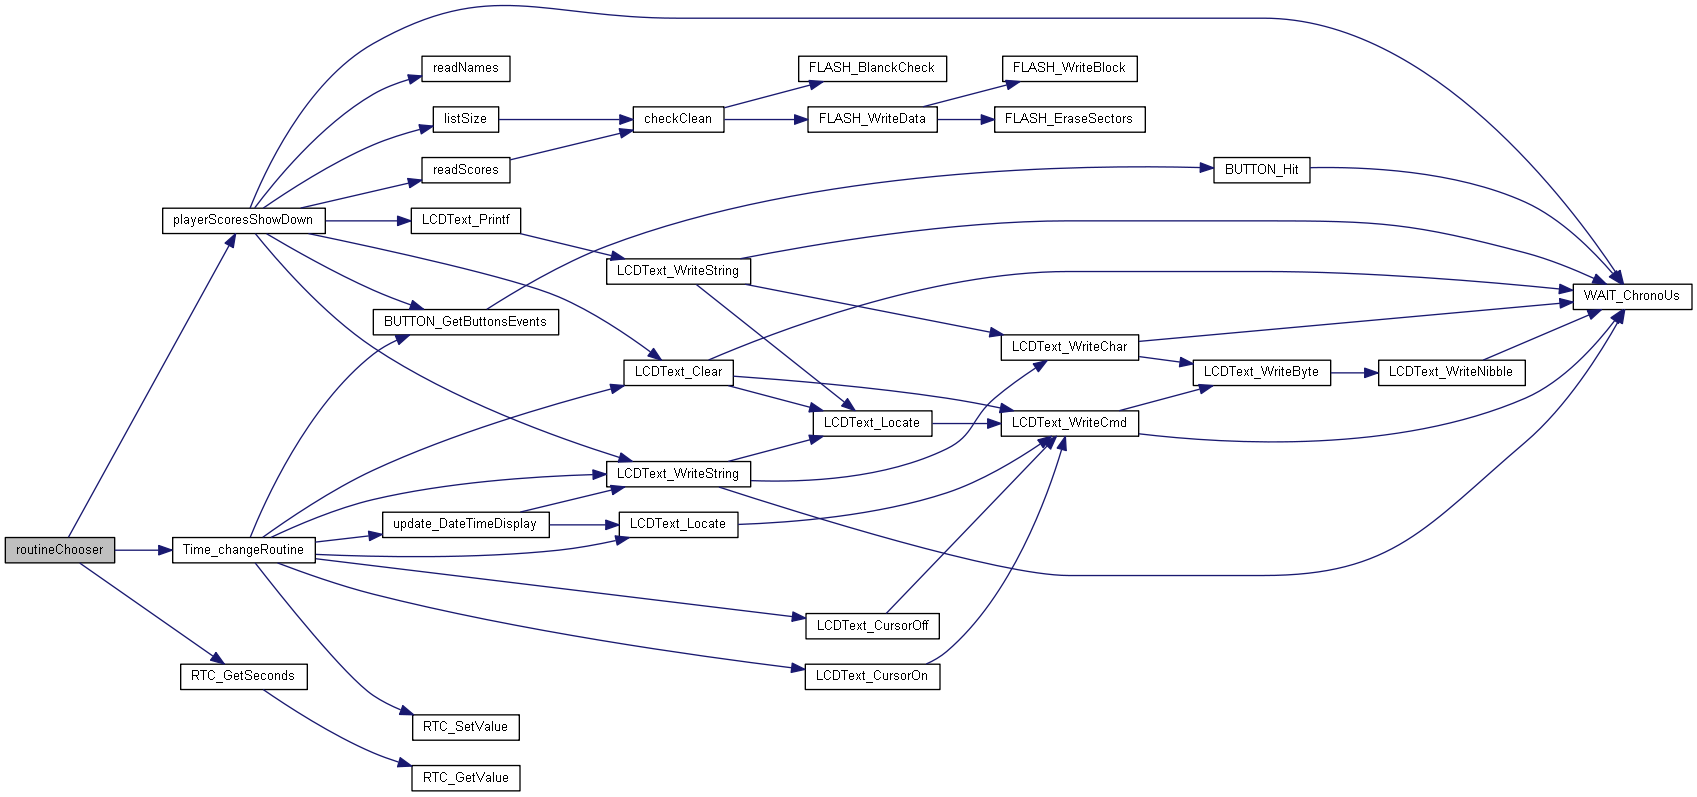 readNames
FLASH_BlanckCheck
FLASH_WriteBlock
listSize
checkClean
FLASH_WriteData
FLASH_EraseSectors
readScores
BUTTON_Hit
playerScoresShowDown
LCDText_Printf
LCDText_WriteString
WAIT_ChronoUs
BUTTON_GetButtonsEvents
LCDText_WriteChar
LCDText_Clear
LCDText_WriteByte
LCDText_WriteNibble
LCDText_Locate
LCDText_WriteCmd
LCDText_WriteString
update_DateTimeDisplay
LCDText_Locate
routineChooser
Time_changeRoutine
LCDText_CursorOff
RTC_GetSeconds
LCDText_CursorOn
RTC_SetValue
RTC_GetValue